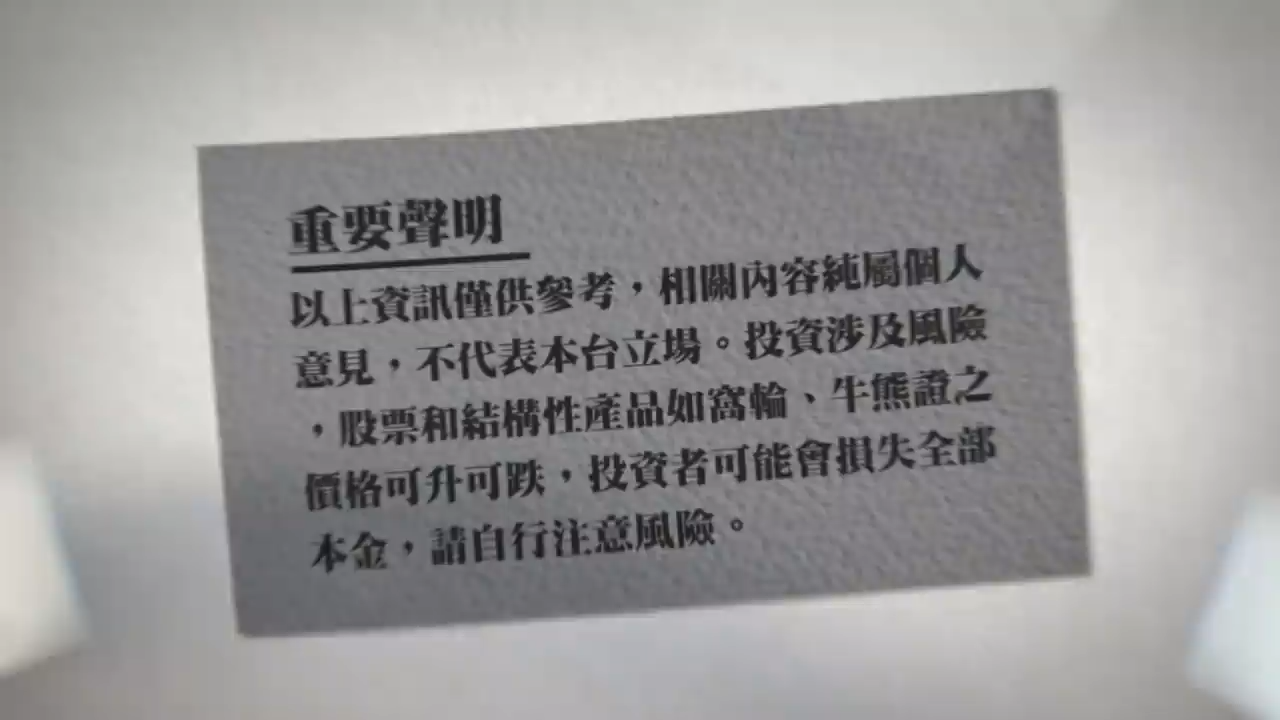 重要聲明
以上資訊僅供參考，相關內容純屬個人
意見，不代表本台立場。投資涉及風險
，股票和結構性產品如窩輪、牛熊證之
價格可升可跌，投資者可能會損失全部
本金，請自行注意風險。